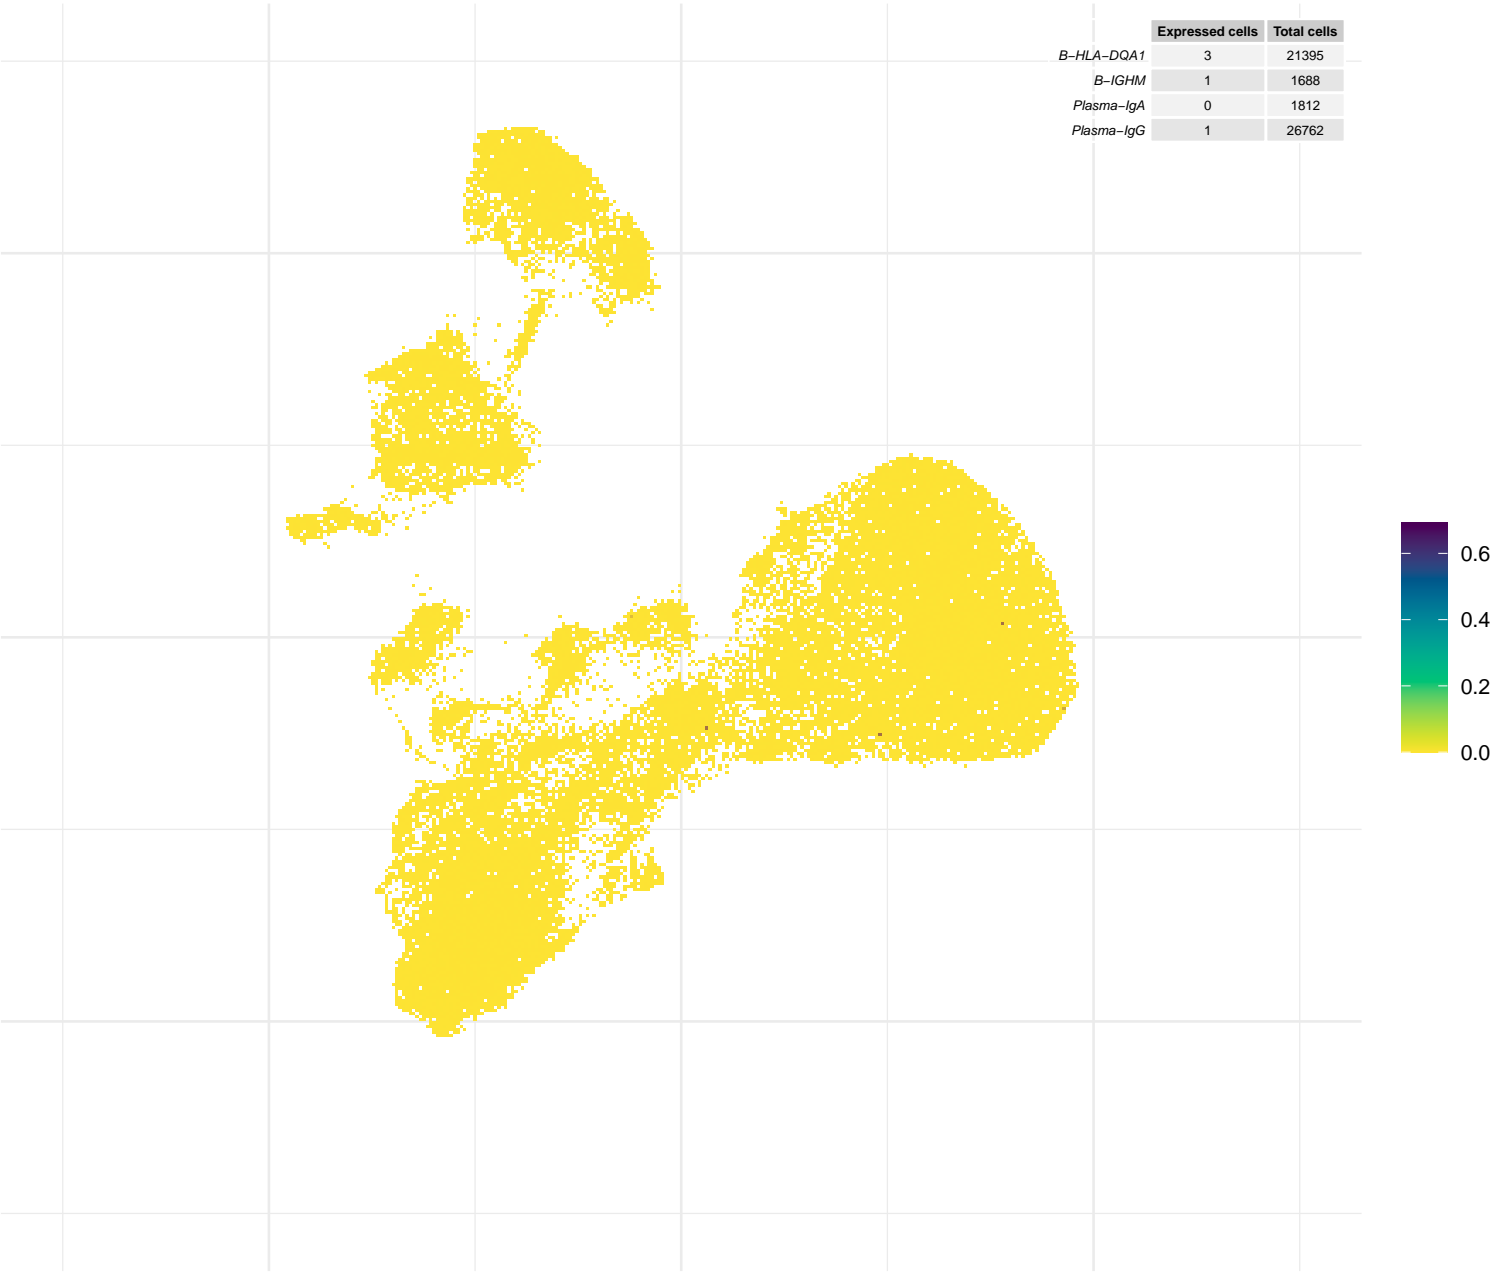 Expressed cells Total cells
B−HLA−DQA1 3 21395
B−IGHM 1 1688
Plasma−IgA 0 1812
Plasma−IgG 1 26762
0.6
0.4
0.2
0.0